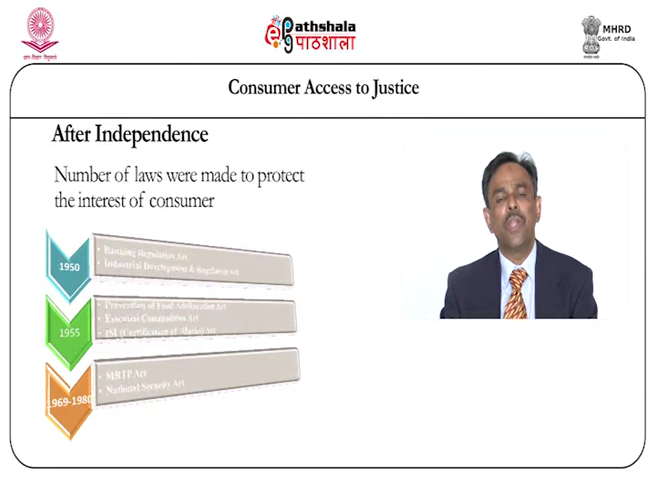 Pathshala
पाठशाला
MHRD
Govt. of India
Consumer Access to Justice
After Independence
Number of laws were made to protect
the interest of consumer
1950
• Banking Regulation Act
• Industrial Development & Regulation Act
1955
• Prevention of Food Adulteration Act
• Essential Commodities Act
• ISI (Certification of Marks) Act
1969-1980
• MRTP Act
• National Security Act